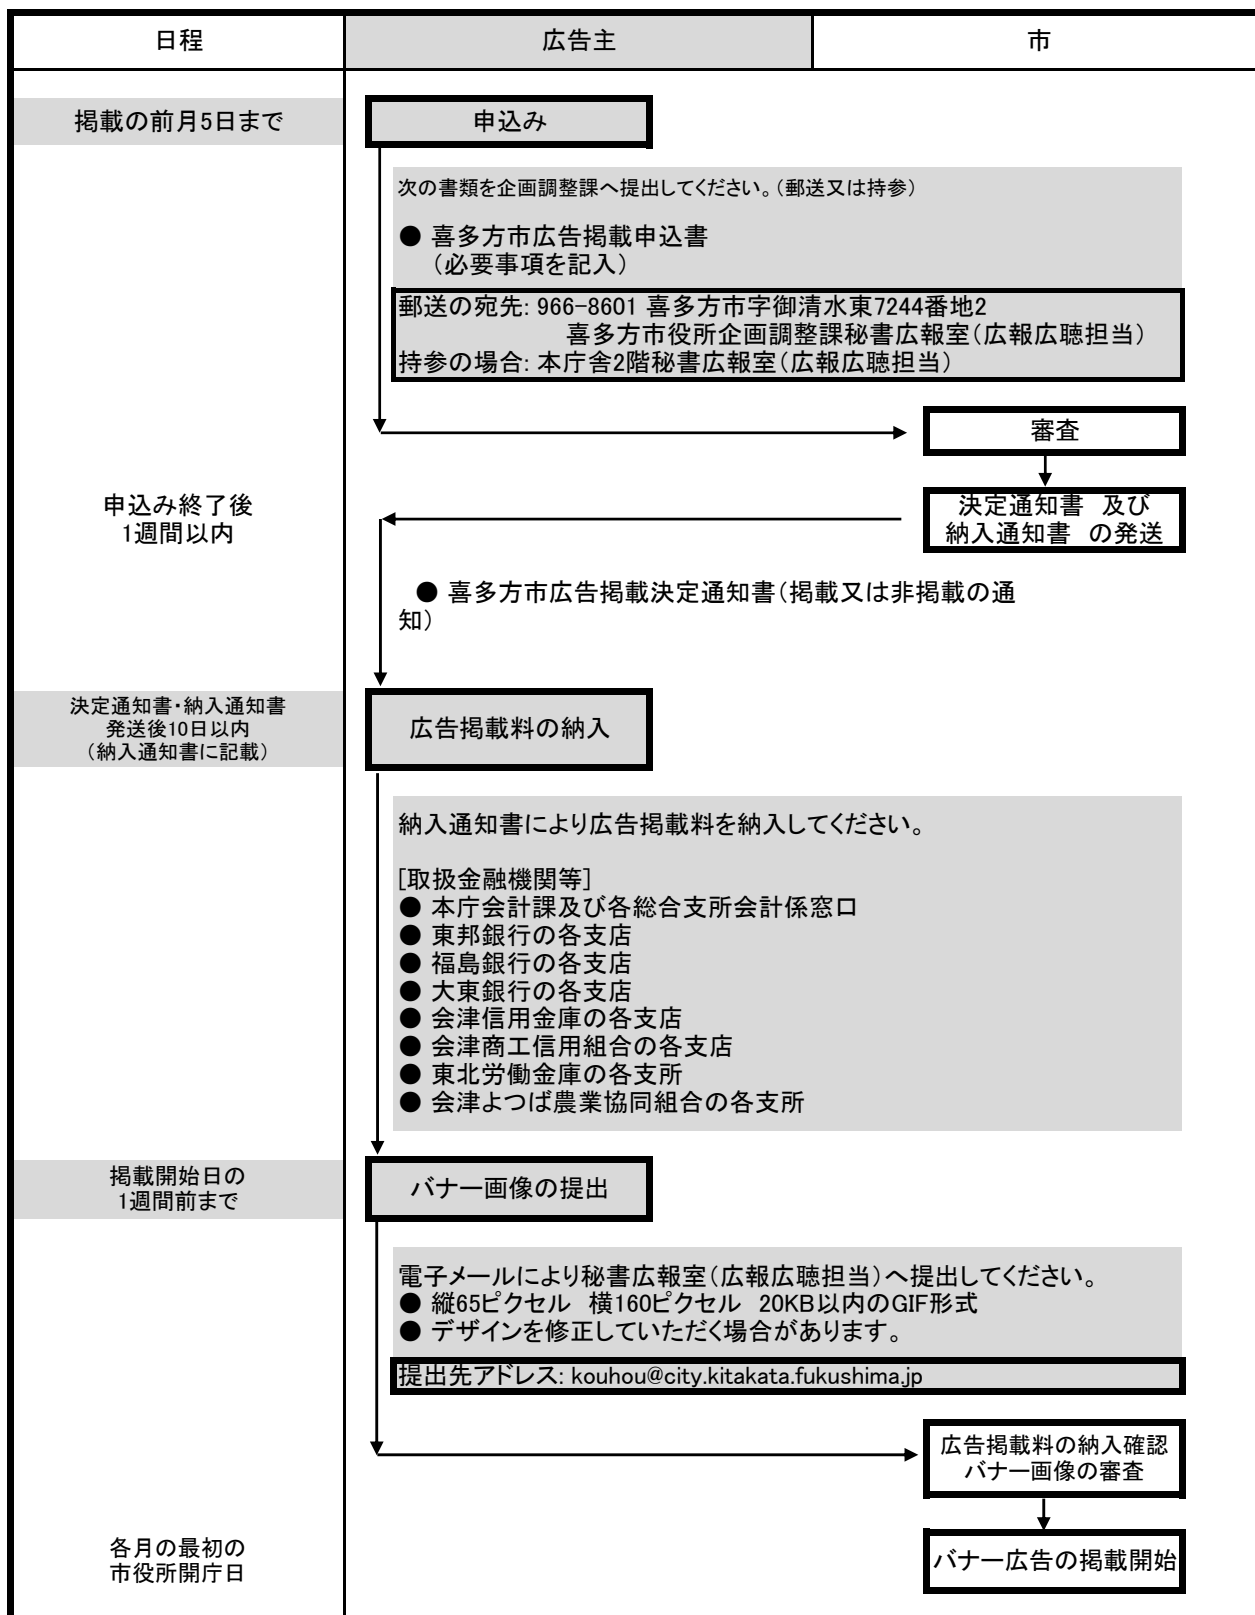 日程
広告主
市
掲載の前月5日まで
申込み
次の書類を企画調整課へ提出してください。（郵送又は持参）
● 喜多方市広告掲載申込書
（必要事項を記入）
郵送の宛先: 966-8601 喜多方市字御清水東7244番地2
喜多方市役所企画調整課秘書広報室（広報広聴担当）
持参の場合: 本庁舎2階秘書広報室（広報広聴担当）
審査
申込み終了後
1週間以内
決定通知書 及び
納入通知書 の発送
● 喜多方市広告掲載決定通知書（掲載又は非掲載の通
知）
決定通知書・納入通知書
発送後10日以内
（納入通知書に記載）
広告掲載料の納入
納入通知書により広告掲載料を納入してください。
[取扱金融機関等]
● 本庁会計課及び各総合支所会計係窓口
● 東邦銀行の各支店
● 福島銀行の各支店
● 大東銀行の各支店
● 会津信用金庫の各支店
● 会津商工信用組合の各支店
● 東北労働金庫の各支所
● 会津よつば農業協同組合の各支所
掲載開始日の
1週間前まで
バナー画像の提出
電子メールにより秘書広報室（広報広聴担当）へ提出してください。
● 縦65ピクセル 横160ピクセル 20KB以内のGIF形式
● デザインを修正していただく場合があります。
提出先アドレス: kouhou@city.kitakata.fukushima.jp
広告掲載料の納入確認
バナー画像の審査
各月の最初の
市役所開庁日
バナー広告の掲載開始